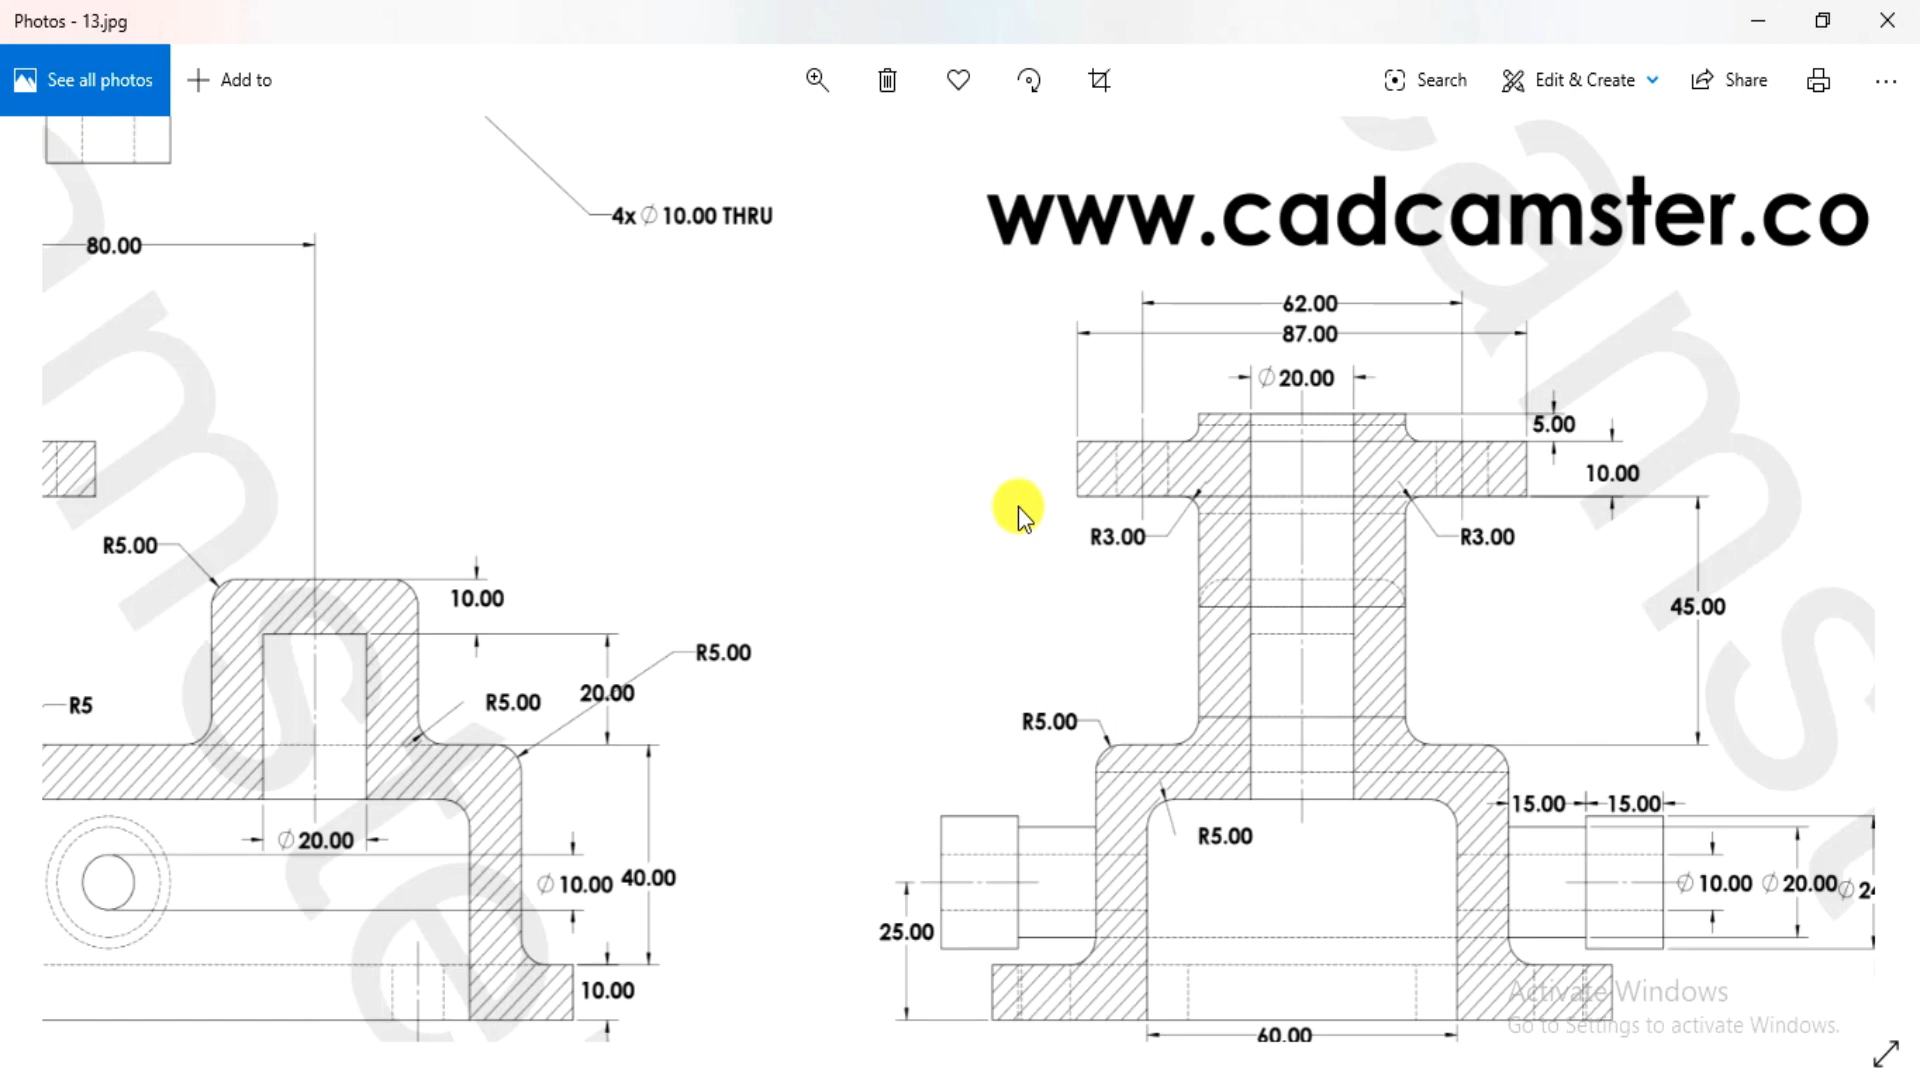 Photos - 13.jpg
See all photos
Add to
Search
Edit & Create
Share
4x ∅ 10.00 THRU
80.00
www.cadcamster.co
62.00
87.00
∅ 20.00
5.00
10.00
R3.00
R3.00
45.00
R5.00
10.00
R5.00
20.00
R5.00
R5
R5.00
15.00
15.00
R5.00
∅ 20.00
∅ 10.00
40.00
∅ 10.00
∅ 20.00
∅ 24
25.00
10.00
60.00
Activate Windows
Go to Settings to activate Windows.